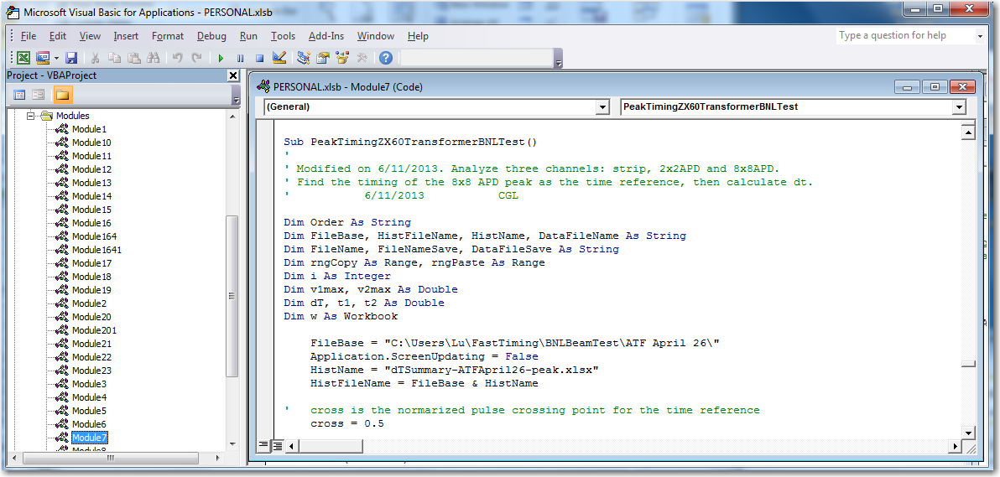 Microsoft Visual Basic for Applications - PERSONAL.xlsb
File Edit View Insert Format Debug Run Tools Add-Ins Window Help
Type a question for help
Project - VBAProject
Modules
Module1
Module10
Module11
Module12
Module13
Module14
Module15
Module16
Module164
Module1641
Module17
Module18
Module19
Module2
Module20
Module201
Module21
Module22
Module23
Module3
Module4
Module5
Module6
Module7
Module8
PERSONAL.xlsb - Module7 (Code)
(General)
PeakTimingZX60TransformerBNLTest
Sub PeakTimingZX60TransformerBNLTest()
'
' Modified on 6/11/2013. Analyze three channels: strip, 2x2APD and 8x8APD.
' Find the timing of the 8x8 APD peak as the time reference, then calculate dt.
' 6/11/2013 CGL
Dim Order As String
Dim FileBase, HistFileName, HistName, DataFileName As String
Dim FileName, FileNameSave, DataFileSave As String
Dim rngCopy As Range, rngPaste As Range
Dim i As Integer
Dim v1max, v2max As Double
Dim dT, t1, t2 As Double
Dim w As Workbook
FileBase = "C:\Users\Lu\FastTiming\BNLBeamTest\ATF April 26\"
Application.ScreenUpdating = False
HistName = "dTSummary-ATFApril26-peak.xlsx"
HistFileName = FileBase & HistName
' cross is the normarized pulse crossing point for the time reference
cross = 0.5